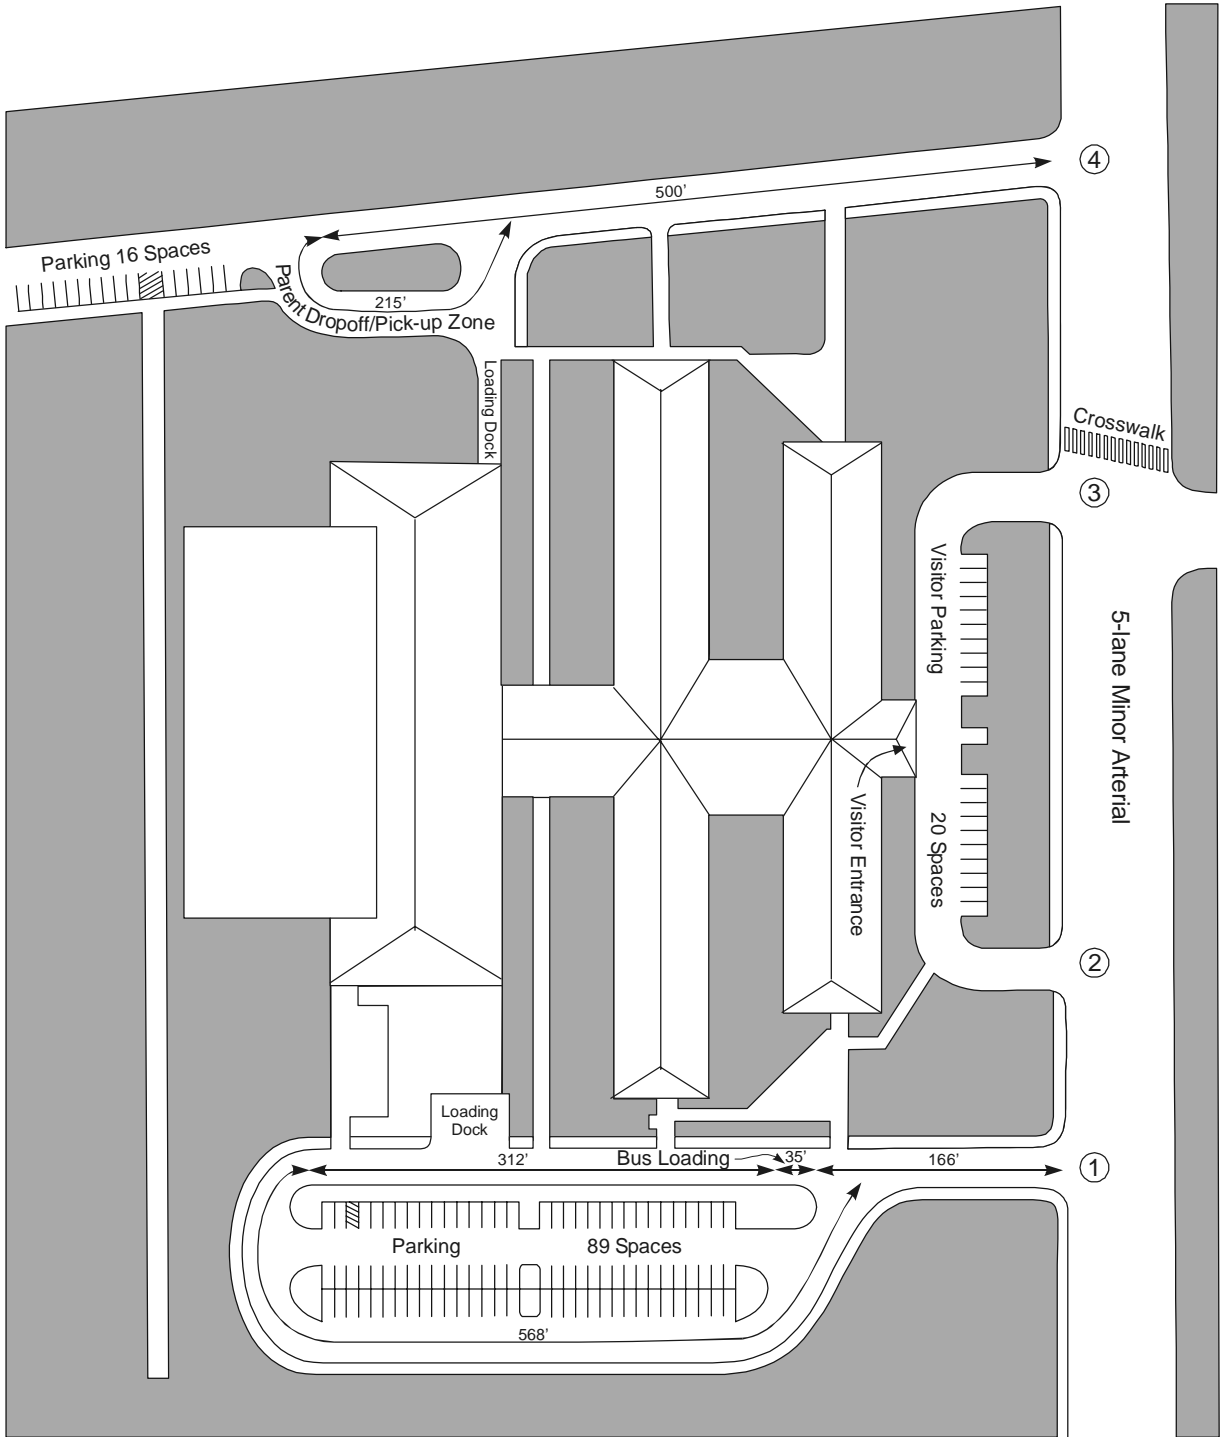 4
500'
Parking 16 Spaces
215'
Parent Dropoff/Pick-up Zone
Loading Dock
Crosswalk
3
Visitor Parking
5-lane Minor Arterial
Visitor Entrance
20 Spaces
2
Loading
Dock
312'
Bus Loading
35'
166'
1
Parking
89 Spaces
568'